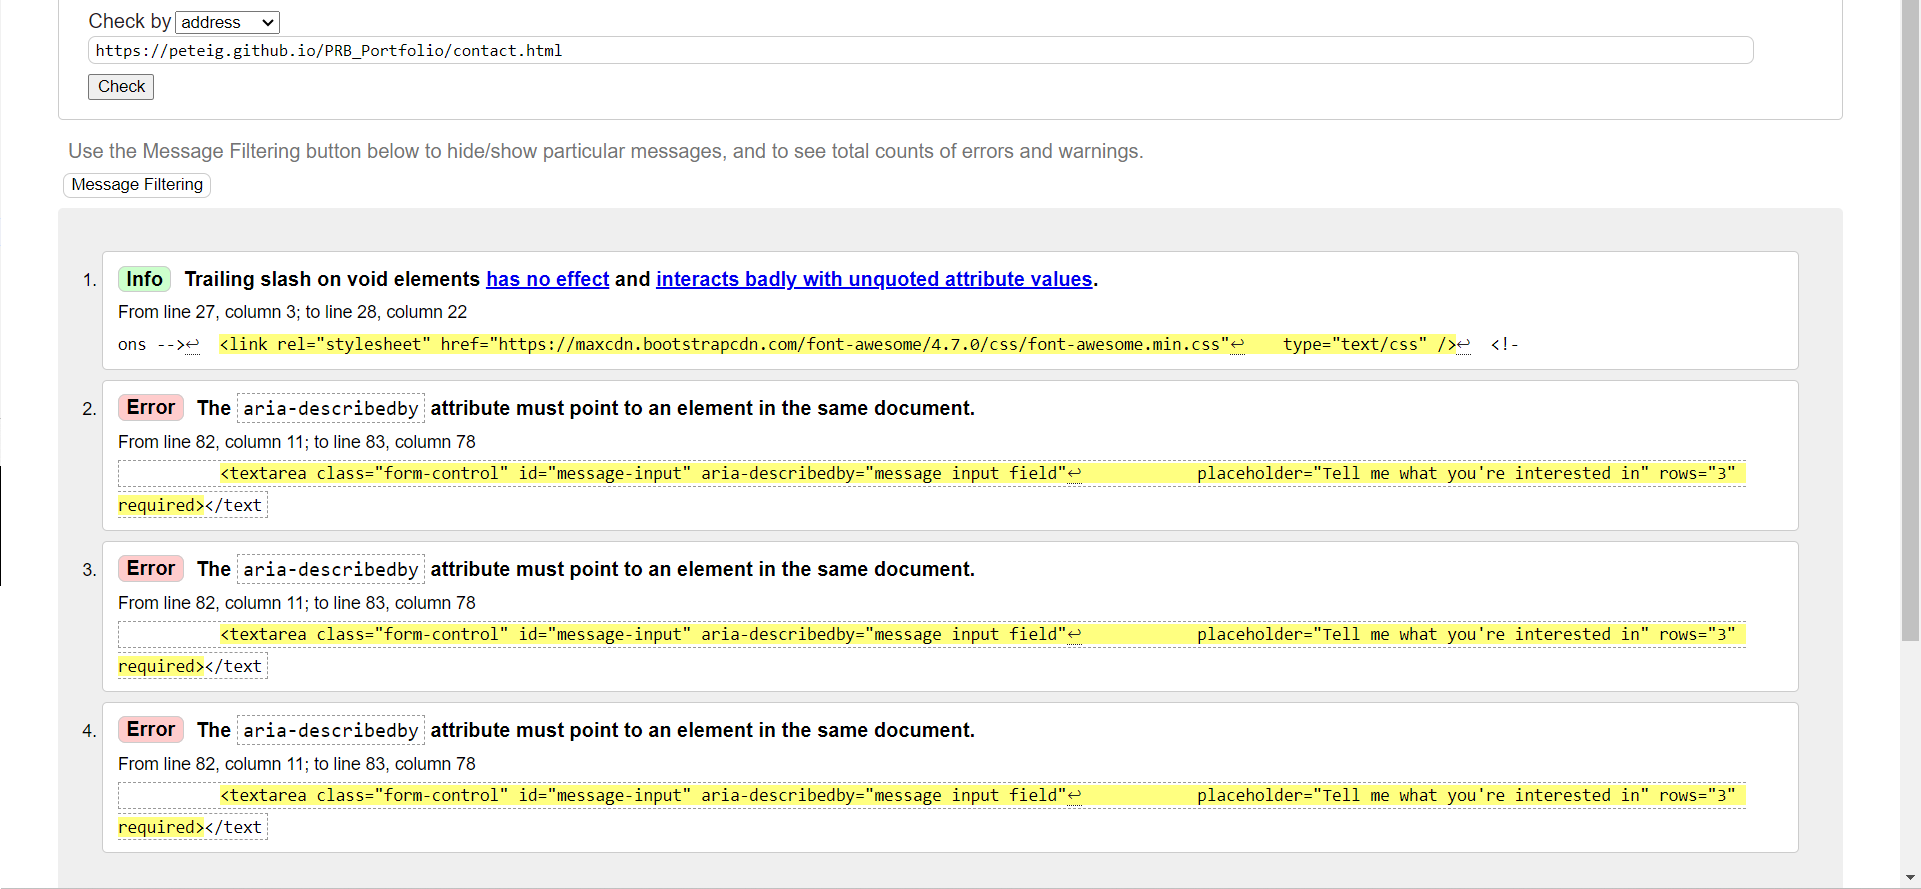 Check by address
https://peteig.github.io/PRB_Portfolio/contact.html
Check
Use the Message Filtering button below to hide/show particular messages, and to see total counts of errors and warnings.
Message Filtering
1. Info Trailing slash on void elements has no effect and interacts badly with unquoted attribute values.
From line 27, column 3; to line 28, column 22
ons -->↩  <link rel="stylesheet" href="https://maxcdn.bootstrapcdn.com/font-awesome/4.7.0/css/font-awesome.min.css"↩    type="text/css" />↩  <!-
2. Error The aria-describedby attribute must point to an element in the same document.
From line 82, column 11; to line 83, column 78
<textarea class="form-control" id="message-input" aria-describedby="message input field"↩            placeholder="Tell me what you're interested in" rows="3"
required></text
3. Error The aria-describedby attribute must point to an element in the same document.
From line 82, column 11; to line 83, column 78
<textarea class="form-control" id="message-input" aria-describedby="message input field"↩            placeholder="Tell me what you're interested in" rows="3"
required></text
4. Error The aria-describedby attribute must point to an element in the same document.
From line 82, column 11; to line 83, column 78
<textarea class="form-control" id="message-input" aria-describedby="message input field"↩            placeholder="Tell me what you're interested in" rows="3"
required></text